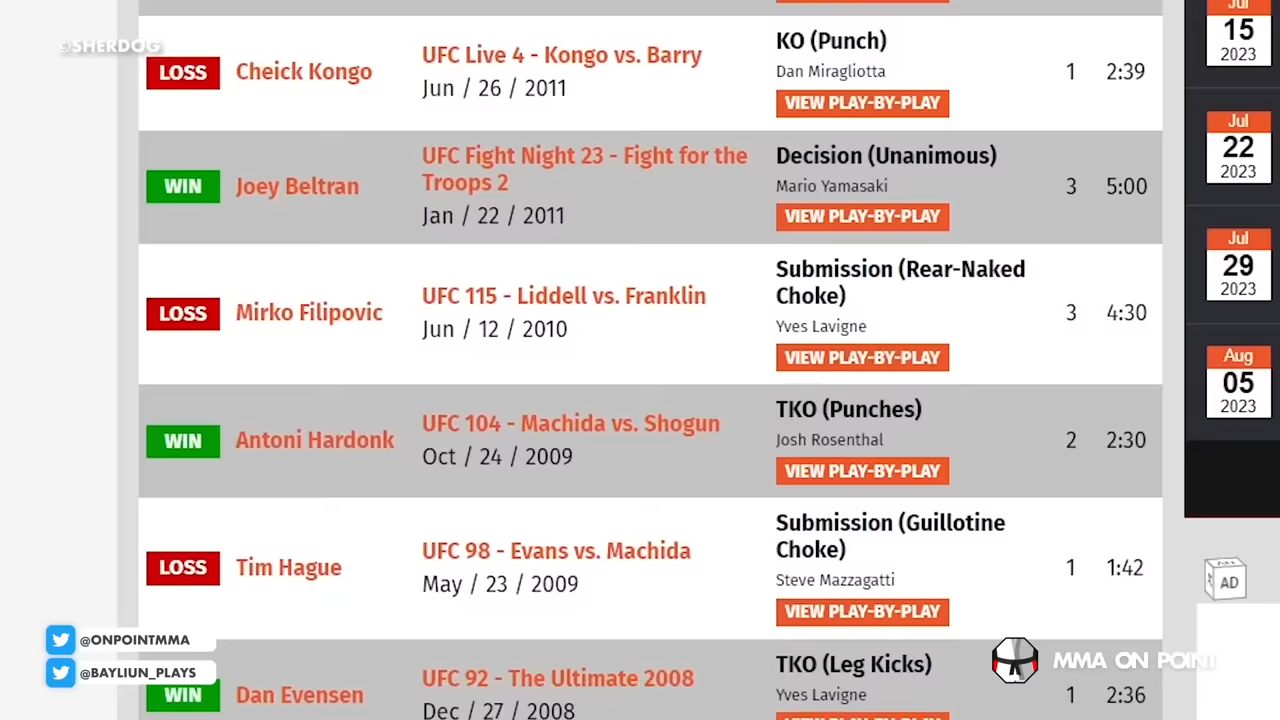 ©SHERDOG
LOSS
Cheick Kongo
UFC Live 4 - Kongo vs. Barry
Jun / 26 / 2011
KO (Punch)
Dan Miragliotta
VIEW PLAY-BY-PLAY
1
2:39
WIN
Joey Beltran
UFC Fight Night 23 - Fight for the
Troops 2
Jan / 22 / 2011
Decision (Unanimous)
Mario Yamasaki
VIEW PLAY-BY-PLAY
3
5:00
LOSS
Mirko Filipovic
UFC 115 - Liddell vs. Franklin
Jun / 12 / 2010
Submission (Rear-Naked
Choke)
Yves Lavigne
VIEW PLAY-BY-PLAY
3
4:30
WIN
Antoni Hardonk
UFC 104 - Machida vs. Shogun
Oct / 24 / 2009
TKO (Punches)
Josh Rosenthal
VIEW PLAY-BY-PLAY
2
2:30
LOSS
Tim Hague
UFC 98 - Evans vs. Machida
May / 23 / 2009
Submission (Guillotine
Choke)
Steve Mazzagatti
VIEW PLAY-BY-PLAY
1
1:42
WIN
Dan Evensen
UFC 92 - The Ultimate 2008
Dec / 27 / 2008
TKO (Leg Kicks)
Yves Lavigne
1
2:36
Jul
15
2023
Jul
22
2023
Jul
29
2023
Aug
05
2023
AD
@ONPOINTMMA
@BAYLIUN_PLAYS
MMA ON POINT